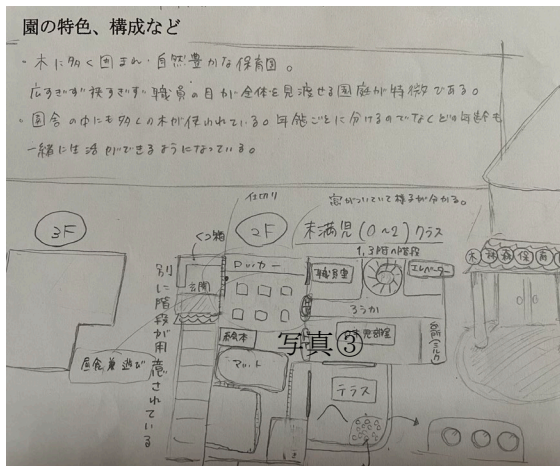 園の特色、構成など
・木に多く囲まれ、自然豊かな保育園。
広すぎず狭すぎず職員の目が全体を見渡せる園庭が特徴である。
・園舎の中にも多くの木が使われている。年齢ごとに分けるのでなくどの年齢も
一緒に生活ができるようになっている。
仕切り
窓がついていて様子が分かる。
3F
くつ箱
2F
未満児(0~2)クラス
1,3階の階段
玄関
ロッカー
職員室
エレベーター
ろうか
絵本
写真③
マット
テラス
別に階段が用意されている
昼食兼遊び